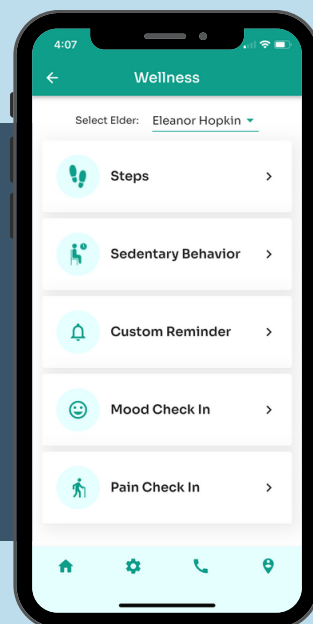 4:07
Wellness
Select Elder: Eleanor Hopkin
Steps
Sedentary Behavior
Custom Reminder
Mood Check In
Pain Check In